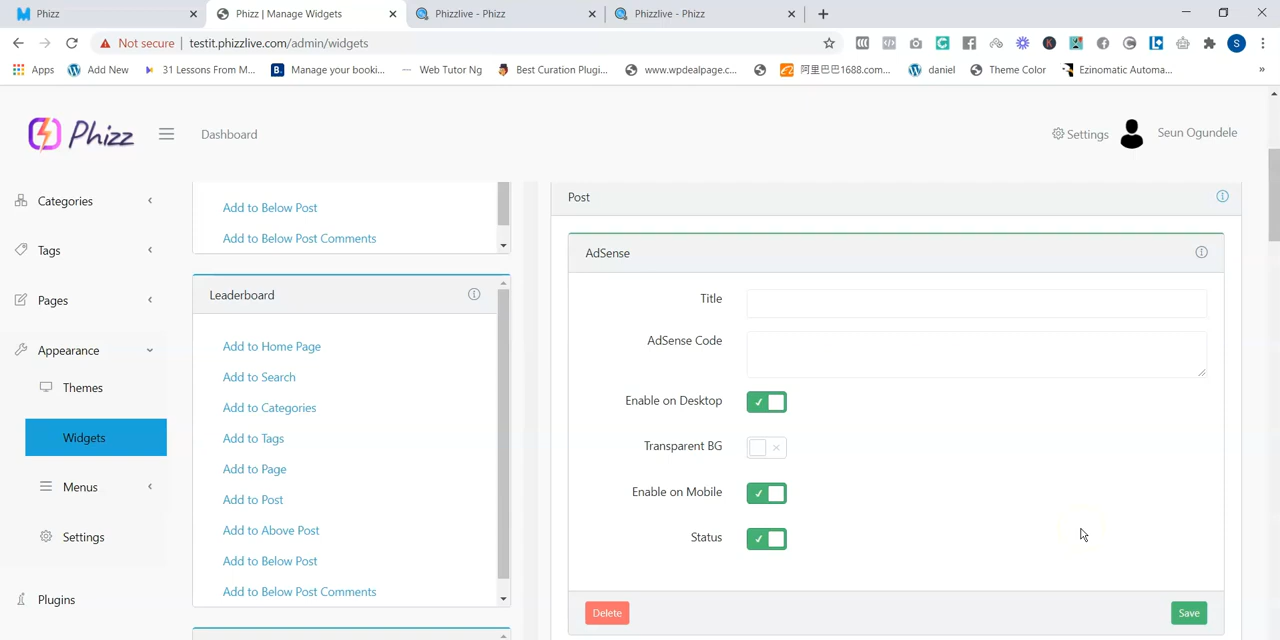 Phizz
Phizz | Manage Widgets
Phizzlive - Phizz
Phizzlive - Phizz
Not secure | testit.phizzlive.com/admin/widgets
S
Apps
Add New
31 Lessons From M...
B. Manage your booki...
Web Tutor Ng
Best Curation Plugi...
www.wpdealpage.c...
阿里巴巴1688.com...
daniel
Theme Color
Ezinomatic Automa...
»
Phizz
Dashboard
Settings
Seun Ogundele
Categories
Tags
Pages
Appearance
Themes
Widgets
Menus
Settings
Plugins
Add to Below Post
Add to Below Post Comments
Leaderboard
Add to Home Page
Add to Search
Add to Categories
Add to Tags
Add to Page
Add to Post
Add to Above Post
Add to Below Post
Add to Below Post Comments
Post
AdSense
Title
AdSense Code
Enable on Desktop
Transparent BG
Enable on Mobile
Status
Delete
Save